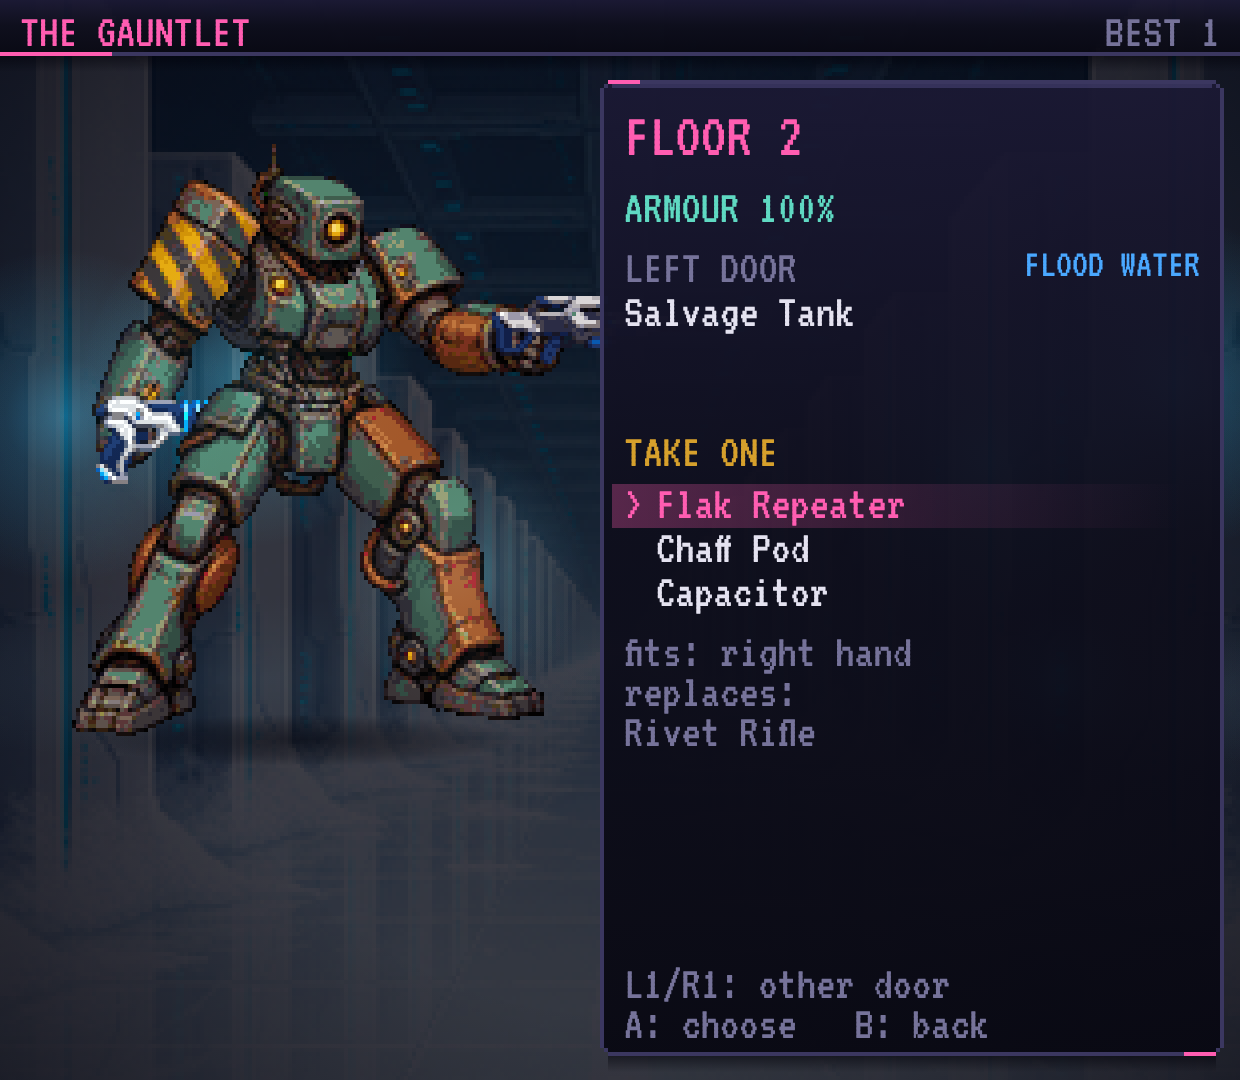 THE GAUNTLET
BEST 1
FLOOR 2
ARMOUR 100%
LEFT DOOR
FLOOD WATER
Salvage Tank
TAKE ONE
> Flak Repeater
Chaff Pod
Capacitor
fits: right hand
replaces:
Rivet Rifle
L1/R1: other door
A: choose B: back